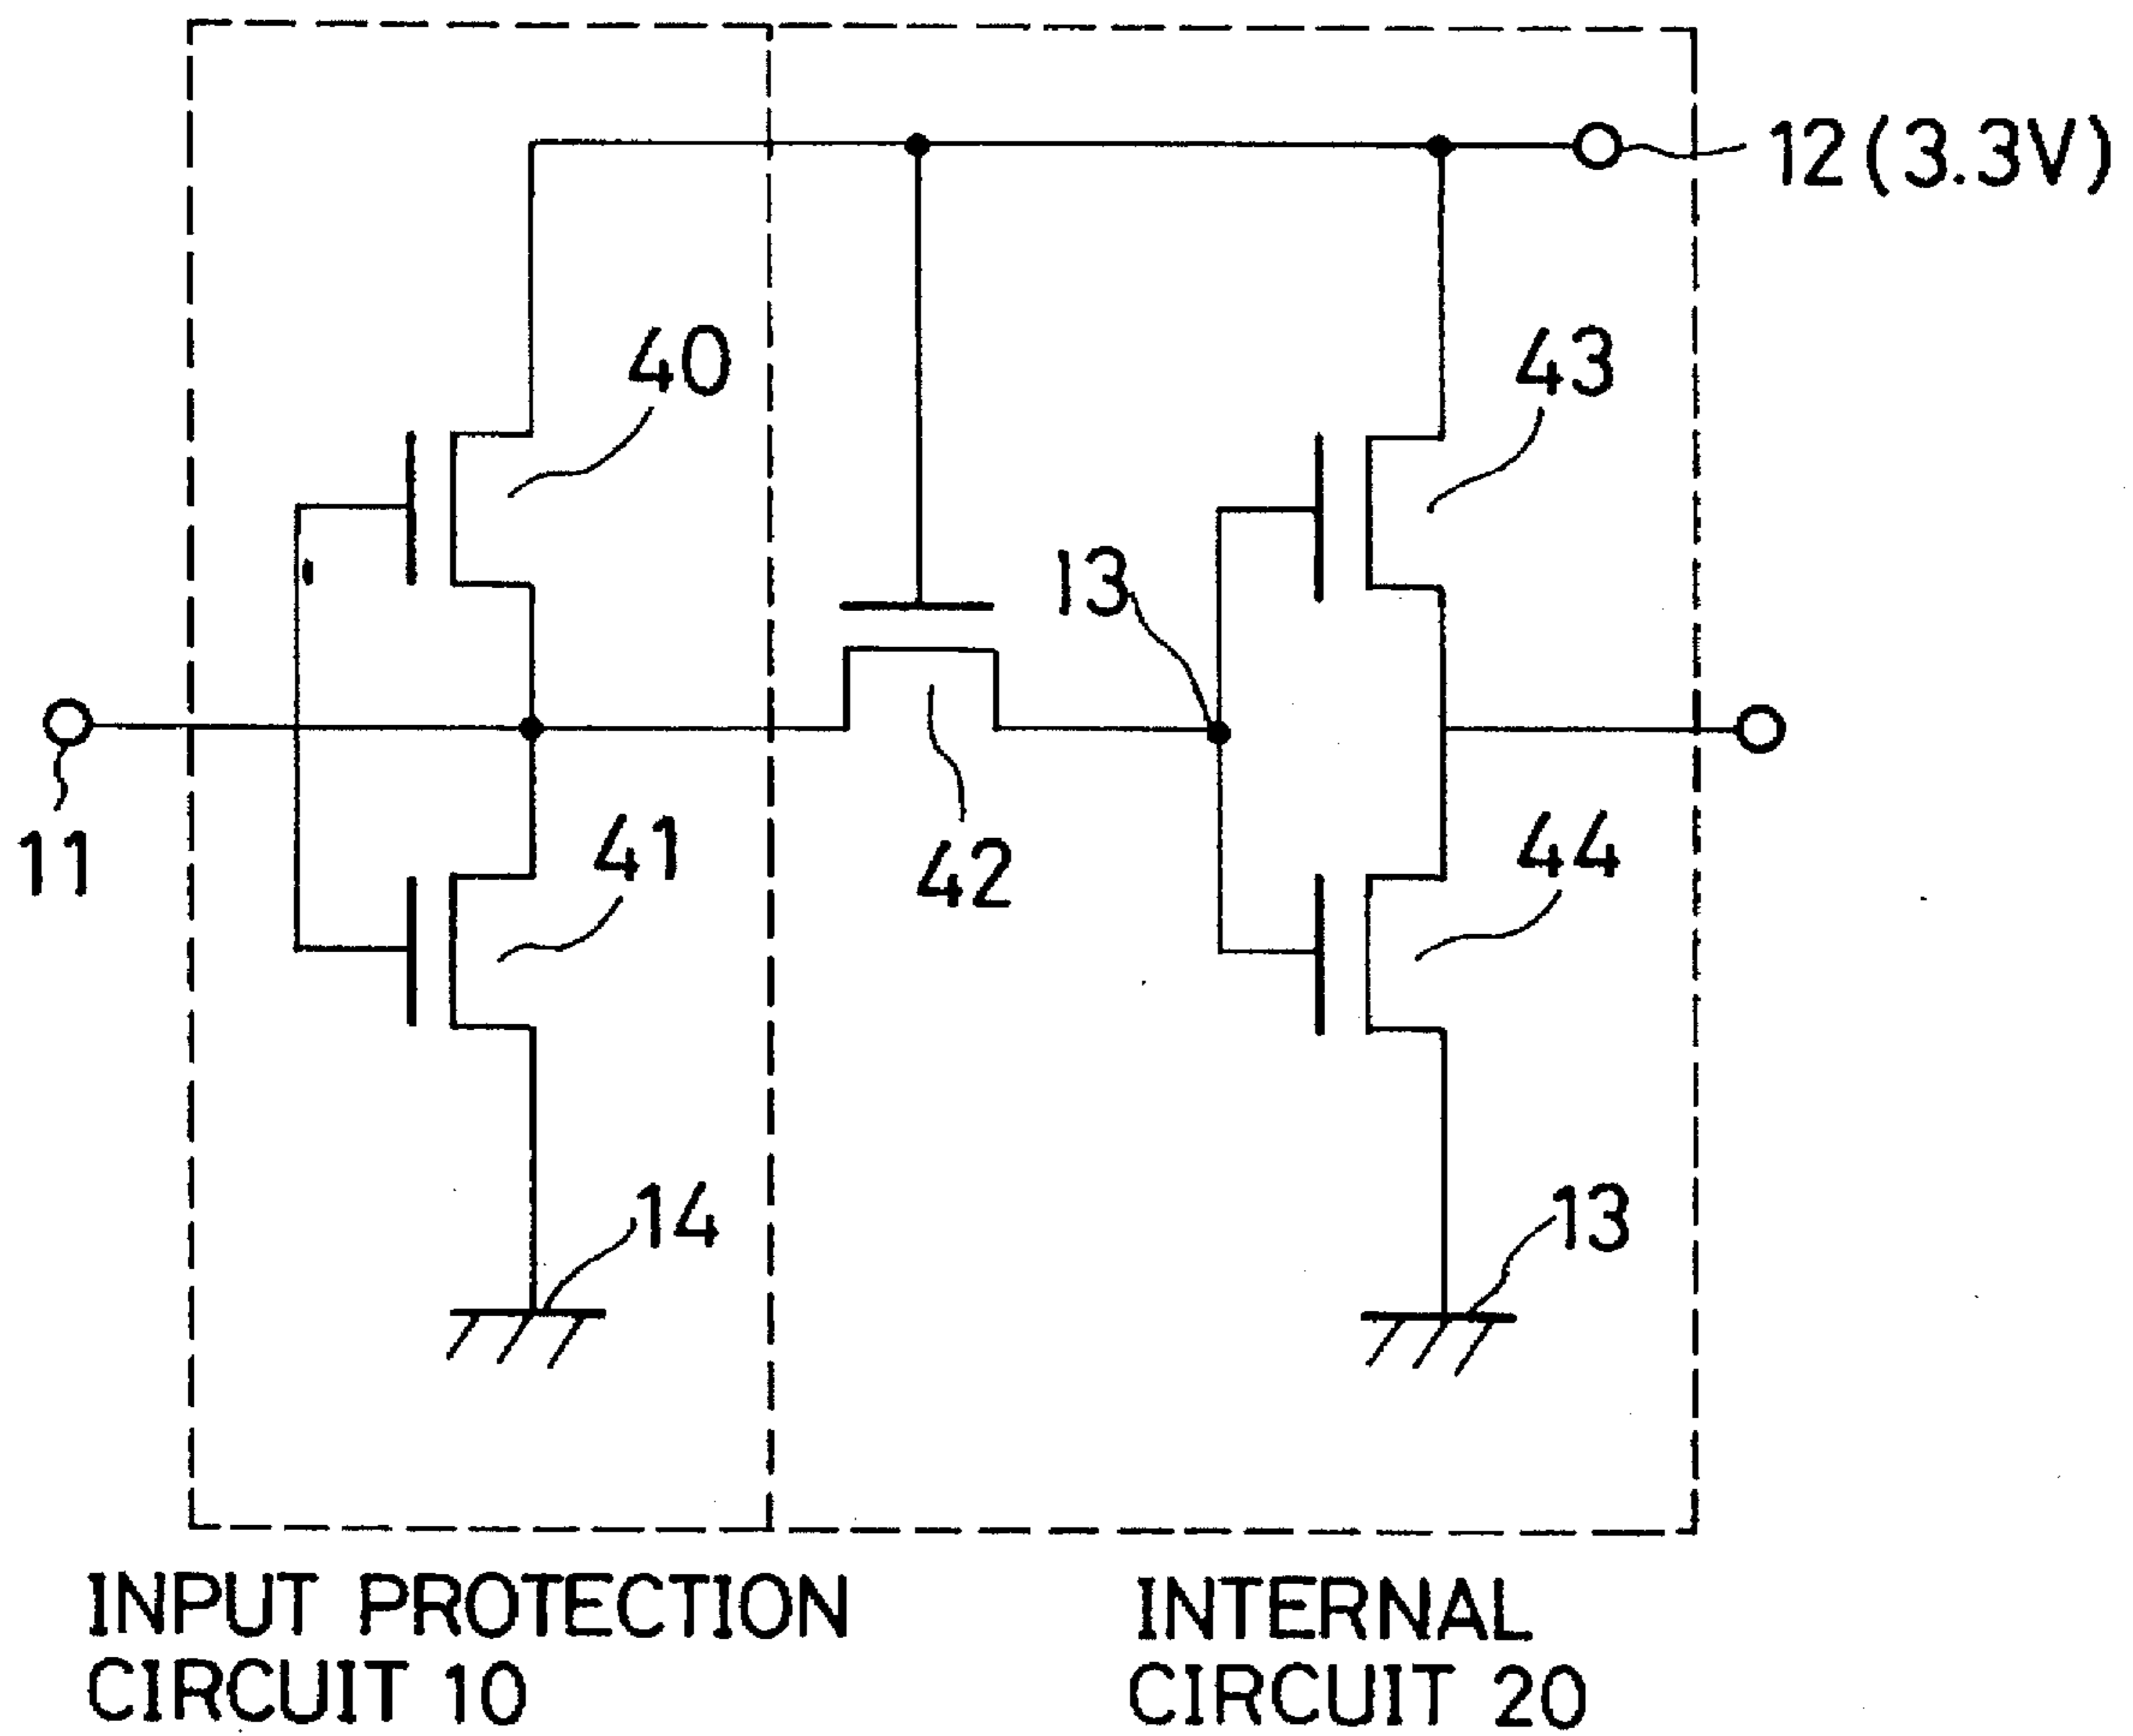 12(3.3V)
40
43
13
11
41
42
44
14
13
INPUT PROTECTION
CIRCUIT 10
INTERNAL
CIRCUIT 20